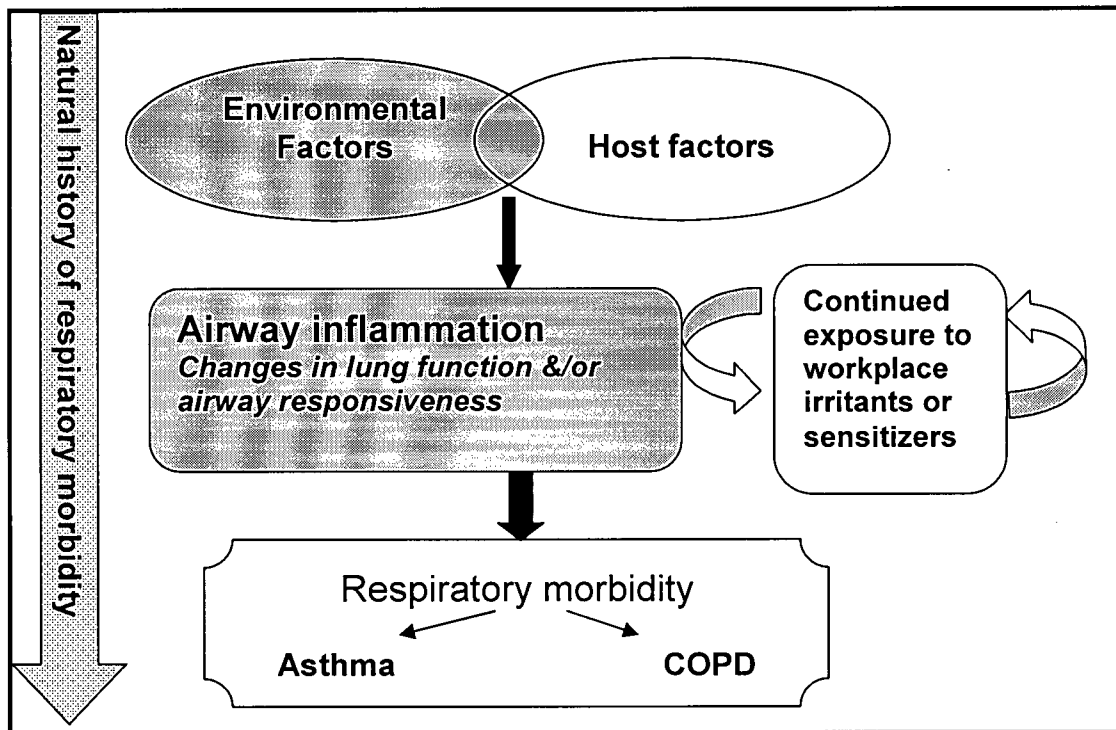 Natural history of respiratory morbidity
Environmental
Factors
Host factors
Airway inflammation
Changes in lung function &/or
airway responsiveness
Continued
exposure to
workplace
irritants or
sensitizers
Respiratory morbidity
Asthma
COPD